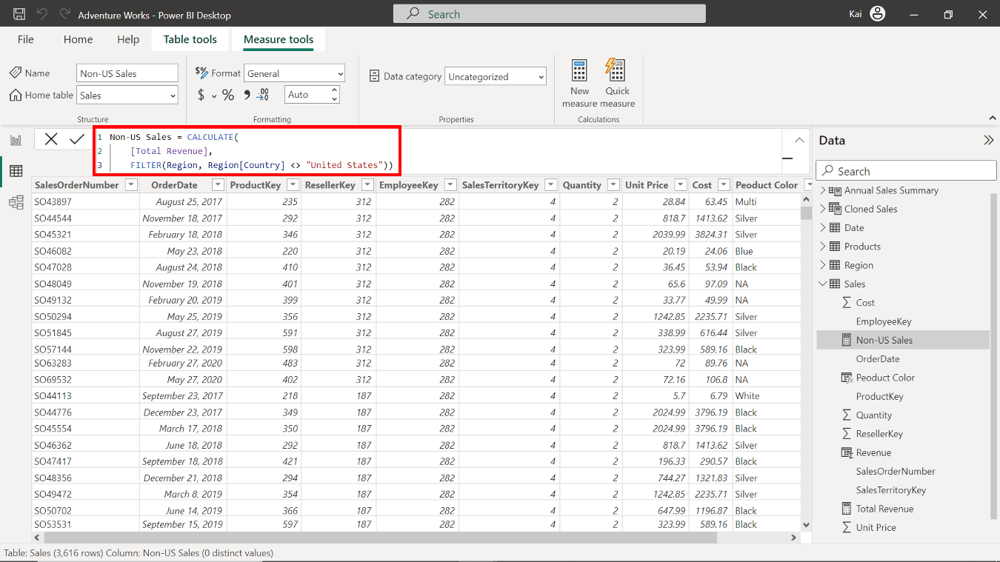 Adventure Works - Power BI Desktop
Search
Kai
File Home Help Table tools Measure tools
Name Non-US Sales
Home table Sales
Structure
Format General
$ % 9 .00 →0 Auto
Formatting
Data category Uncategorized
Properties
New measure
Quick measure
Calculations
1 Non-US Sales = CALCULATE(
2 [Total Revenue],
3 FILTER(Region, Region[Country] <> "United States"))
SalesOrderNumber OrderDate ProductKey ResellerKey EmployeeKey SalesTerritoryKey Quantity Unit Price Cost Peoduct Color
SO43897 August 25, 2017 235 312 282 4 2 28.84 63.45 Multi
SO44544 November 18, 2017 292 312 282 4 2 818.7 1413.62 Silver
SO45321 February 18, 2018 346 312 282 4 2 2039.99 3824.31 Silver
SO46082 May 23, 2018 220 312 282 4 2 20.19 24.06 Blue
SO47028 August 24, 2018 410 312 282 4 2 36.45 53.94 Black
SO48049 November 19, 2018 401 312 282 4 2 65.6 97.09 NA
SO49132 February 20, 2019 399 312 282 4 2 33.77 49.99 NA
SO50294 May 25, 2019 356 312 282 4 2 1242.85 2235.71 Silver
SO51845 August 27, 2019 591 312 282 4 2 338.99 616.44 Silver
SO57144 November 22, 2019 598 312 282 4 2 323.99 589.16 Black
SO63283 February 27, 2020 483 312 282 4 2 72 89.76 NA
SO69532 May 27, 2020 402 312 282 4 2 72.16 106.8 NA
SO44113 September 23, 2017 218 187 282 4 2 5.7 6.79 White
SO44776 December 23, 2017 349 187 282 4 2 2024.99 3796.19 Black
SO45554 March 17, 2018 350 187 282 4 2 2024.99 3796.19 Black
SO46362 June 18, 2018 292 187 282 4 2 818.7 1413.62 Silver
SO47417 September 18, 2018 421 187 282 4 2 196.33 290.57 Black
SO48356 December 21, 2018 294 187 282 4 2 744.27 1321.83 Silver
SO49472 March 8, 2019 354 187 282 4 2 1242.85 2235.71 Silver
SO50702 June 14, 2019 366 187 282 4 2 647.99 1196.87 Black
SO53531 September 15, 2019 597 187 282 4 2 323.99 589.16 Black
Data
Search
Annual Sales Summary
Cloned Sales
Date
Products
Region
Sales
Cost
EmployeeKey
Non-US Sales
OrderDate
Peoduct Color
ProductKey
Quantity
ResellerKey
Revenue
SalesOrderNumber
SalesTerritoryKey
Total Revenue
Unit Price
Table: Sales (3,616 rows) Column: Non-US Sales (0 distinct values)